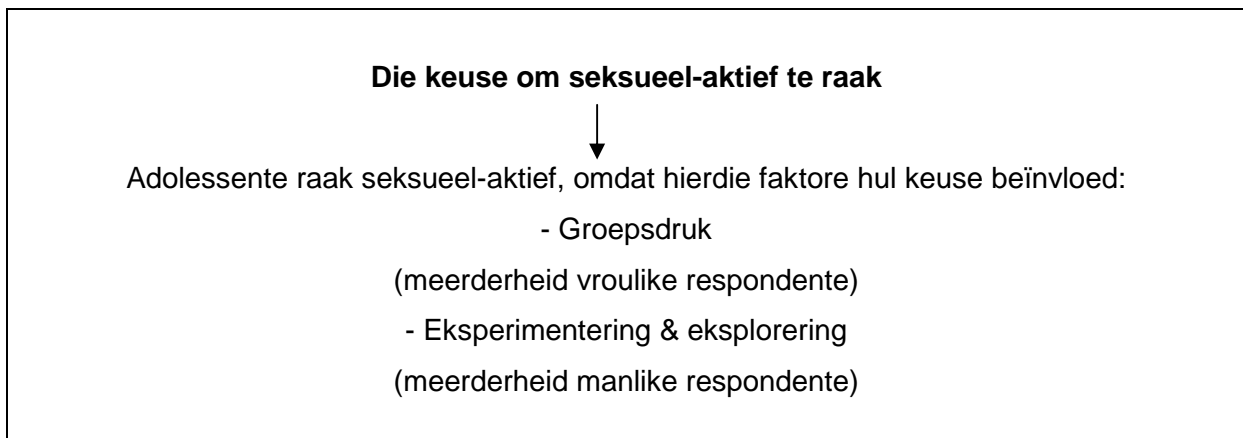 Die keuse om seksueel-aktief te raak
Adolessente raak seksueel-aktief, omdat hierdie faktore hul keuse beïnvloed:
- Groepsdruk
(meerderheid vroulike respondente)
- Eksperimentering & eksplorering
(meerderheid manlike respondente)